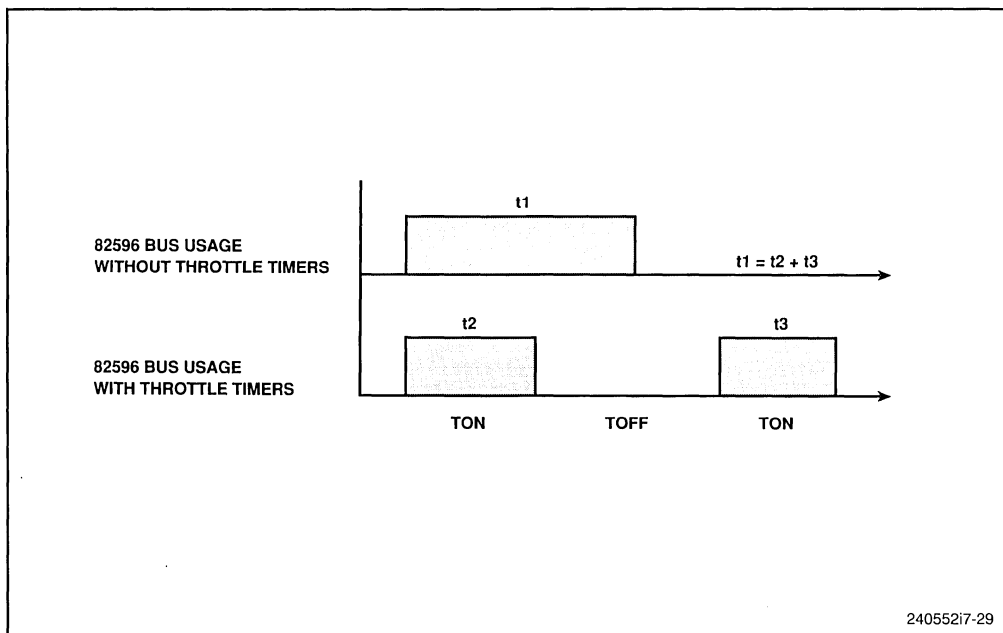 t1
82596 BUS USAGE
WITHOUT THROTTLE TIMERS
t1 = t2 + t3
t2
t3
82596 BUS USAGE
WITH THROTTLE TIMERS
TON
TOFF
TON
240552i7-29